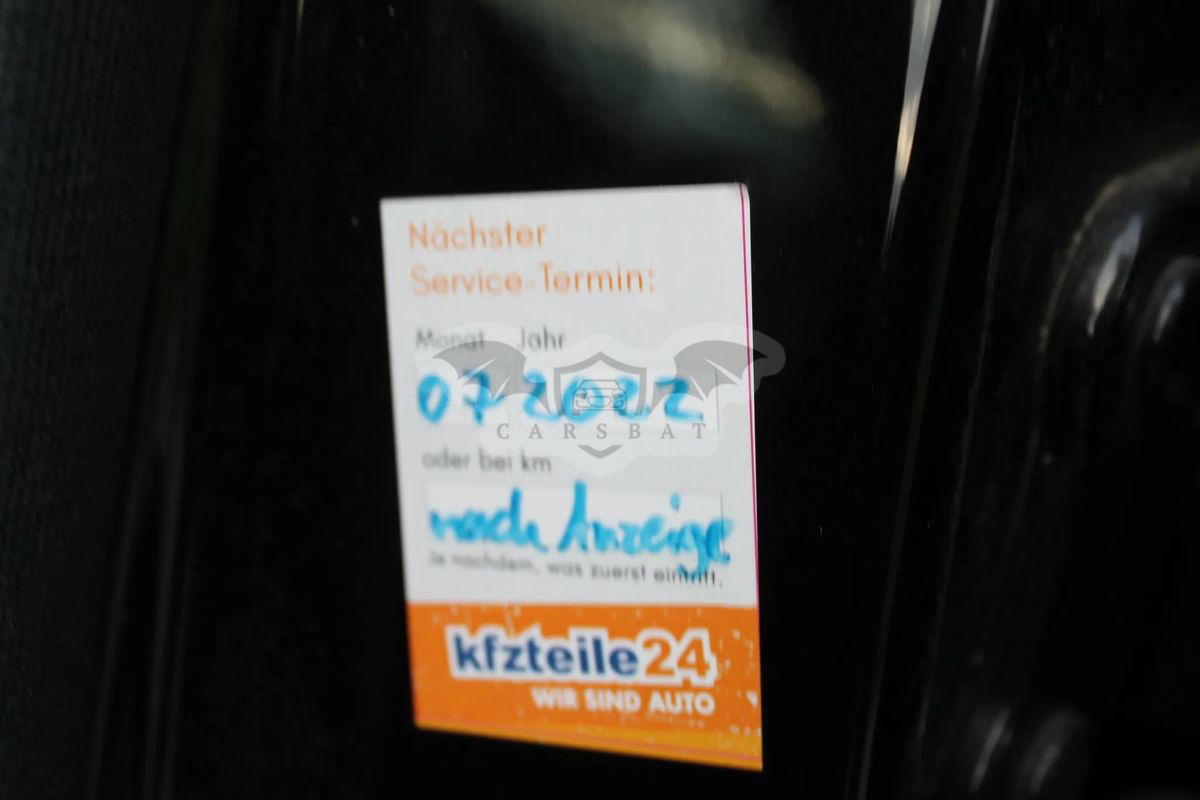 Nächster
Service-Termin:
Monat Jahr
07 2022
CARSBAT
oder bei km
nach Anzeige
Je nachdem, was zuerst eintritt.
kfzteile24
WIR SIND AUTO